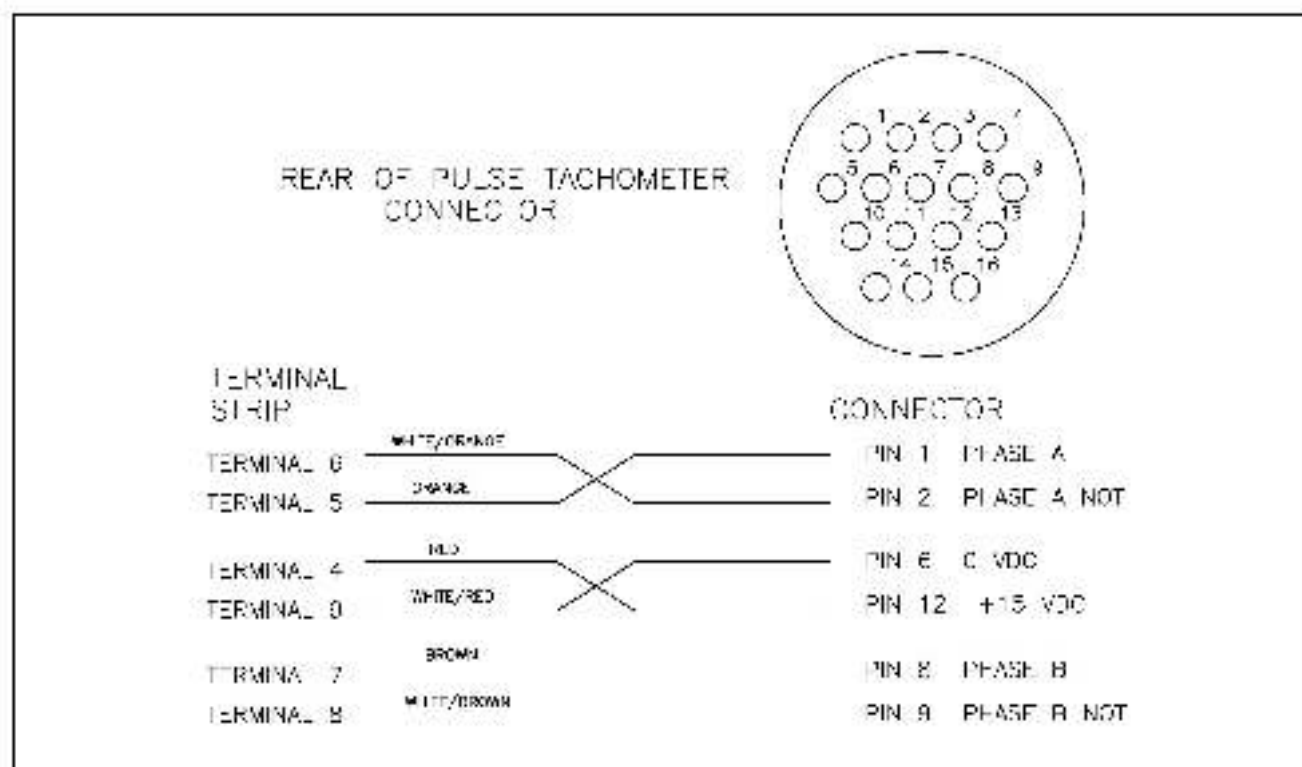 1 2 3 4
REAR OF PULSE TACHOMETER
CONNECTOR
5 6 7 8 9
10 11 12 13
14 15 16
TERMINAL
STRIP
CONNECTOR
TERMINAL 6 WHITE/ORANGE PIN 1 PHASE A
TERMINAL 5 ORANGE PIN 2 PHASE A NOT
TERMINAL 4 RED PIN 6 0 VDC
TERMINAL WHITE/RED PIN 12 +15 VDC
TERMINAL 7 BROWN PIN 8 PHASE B
TERMINAL 8 WHITE/BROWN PIN 9 PHASE B NOT